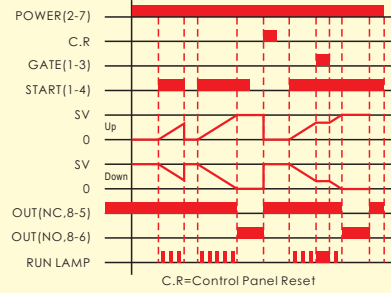 POWER(2-7)
C.R
GATE(1-3)
START(1-4)
SV
Up
0
SV
Down
0
OUT(NC,8-5)
OUT(NO,8-6)
RUN LAMP
C.R=Control Panel Reset